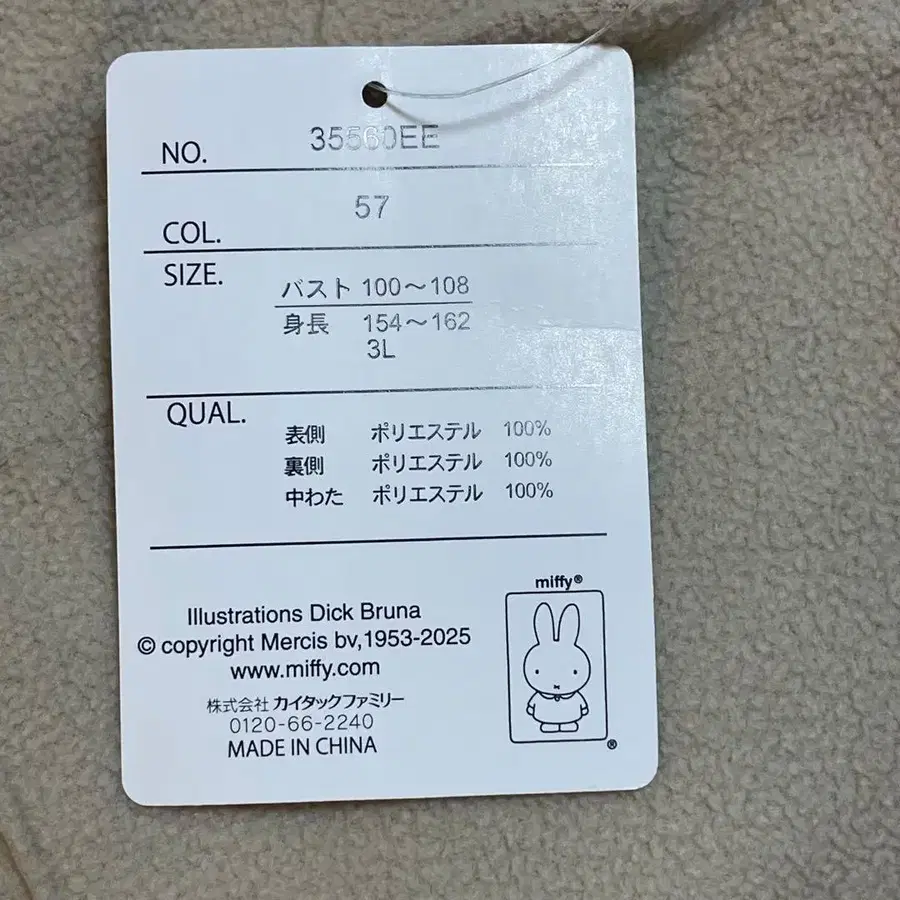 NO. 35560EE
COL. 57
SIZE.
バスト 100～108
身長 154～162
3L
QUAL.
表側 ポリエステル 100%
裏側 ポリエステル 100%
中わた ポリエステル 100%
miffy®
Illustrations Dick Bruna
© copyright Mercis bv,1953-2025
www.miffy.com
株式会社 カイタックファミリー
0120-66-2240
MADE IN CHINA
®